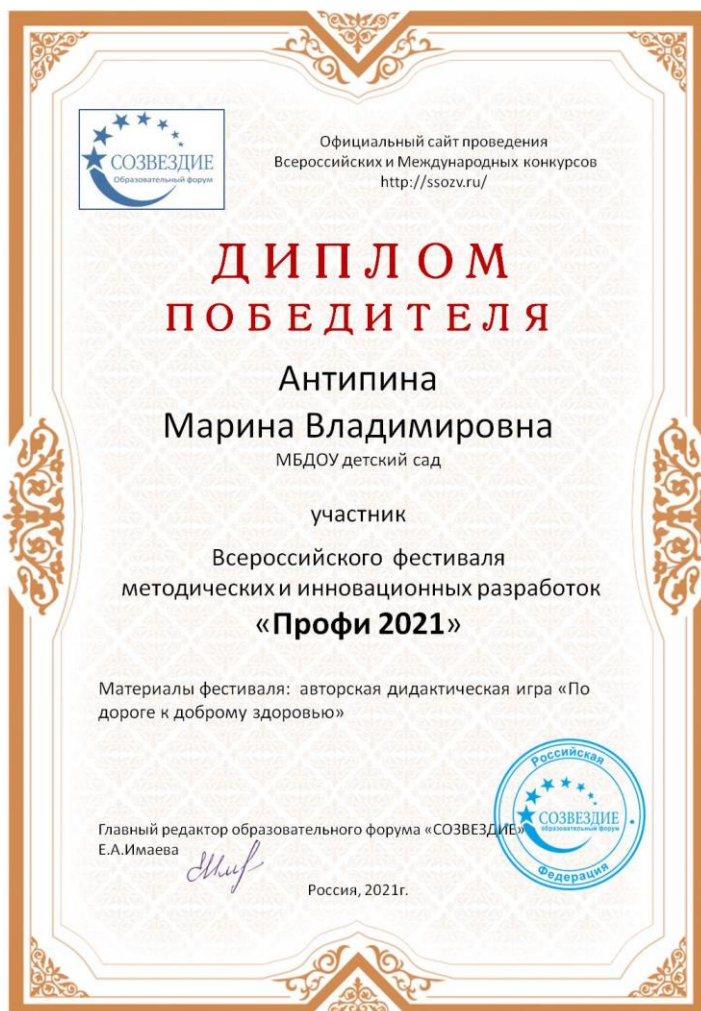 СОЗВЕЗДИЕ
Образовательный форум
Официальный сайт проведения
Всероссийских и Международных конкурсов
http://ssozv.ru/
ДИПЛОМ
ПОБЕДИТЕЛЯ
Антипина
Марина Владимировна
МБДОУ детский сад
участник
Всероссийского фестиваля
методических и инновационных разработок
«Профи 2021»
Материалы фестиваля: авторская дидактическая игра «По
дороге к доброму здоровью»
Главный редактор образовательного форума «СОЗВЕЗДИЕ»
Е.А.Имаева
Россия, 2021г.
Российская
СОЗВЕЗДИЕ
образовательный форум
Федерация